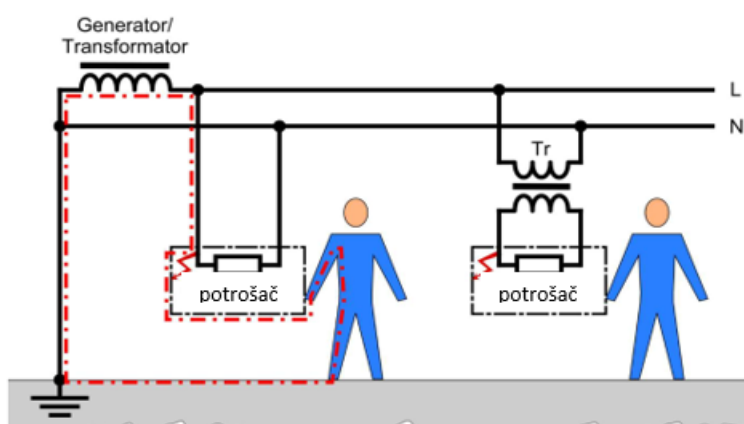 Generator/
Transformator
L
N
Tr
potrošač
potrošač